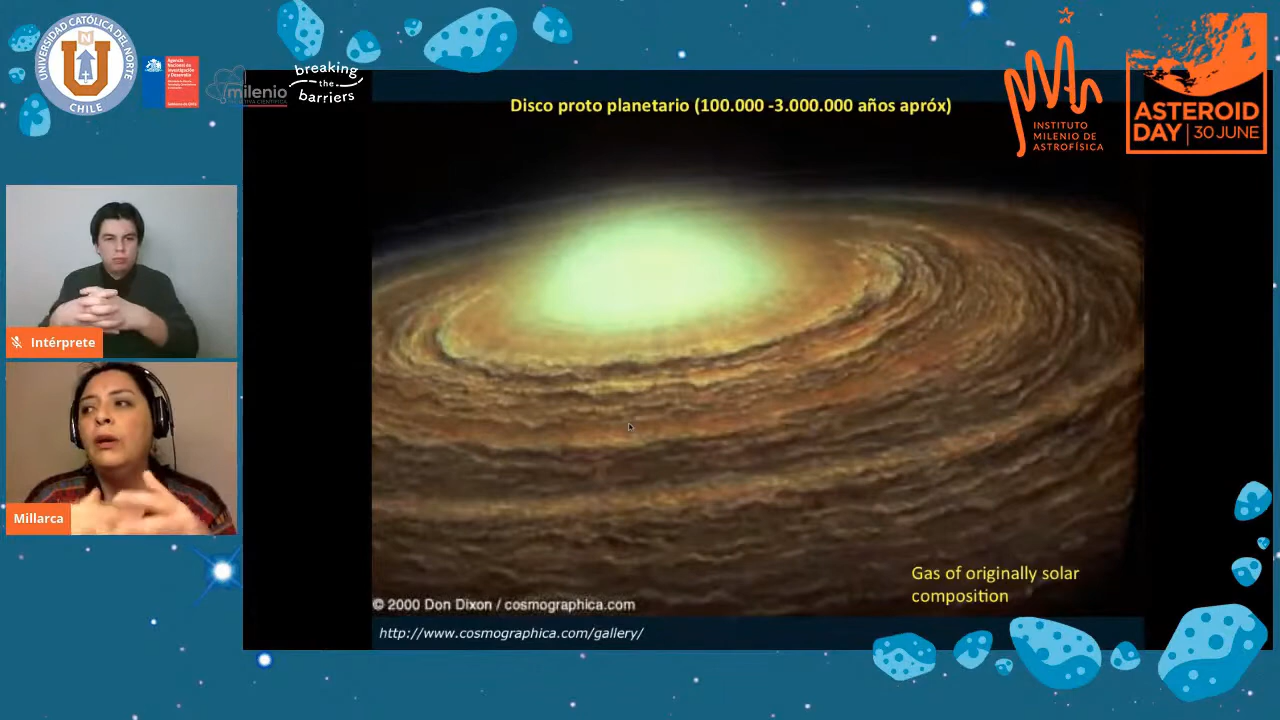 UNIVERSIDAD CATÓLICA DEL NORTE
N
CHILE
milenio
breaking
the
barriers
Disco proto planetario (100.000 -3.000.000 años apróx)
INSTITUTO
MILENIO DE
ASTROFÍSICA
ASTEROID
DAY | 30 JUNE
Intérprete
Millarca
Gas of originally solar
composition
© 2000 Don Dixon / cosmographica.com
http://www.cosmographica.com/gallery/